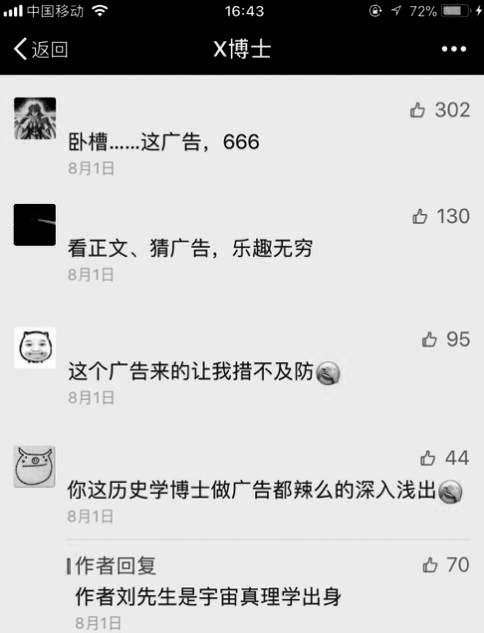 中国移动 16:43 72%
返回 X博士
302
卧槽……这广告，666
8月1日
130
看正文、猜广告，乐趣无穷
8月1日
95
这个广告来的让我措不及防
8月1日
44
你这历史学博士做广告都辣么的深入浅出
8月1日
作者回复 70
作者刘先生是宇宙真理学出身
8月1日